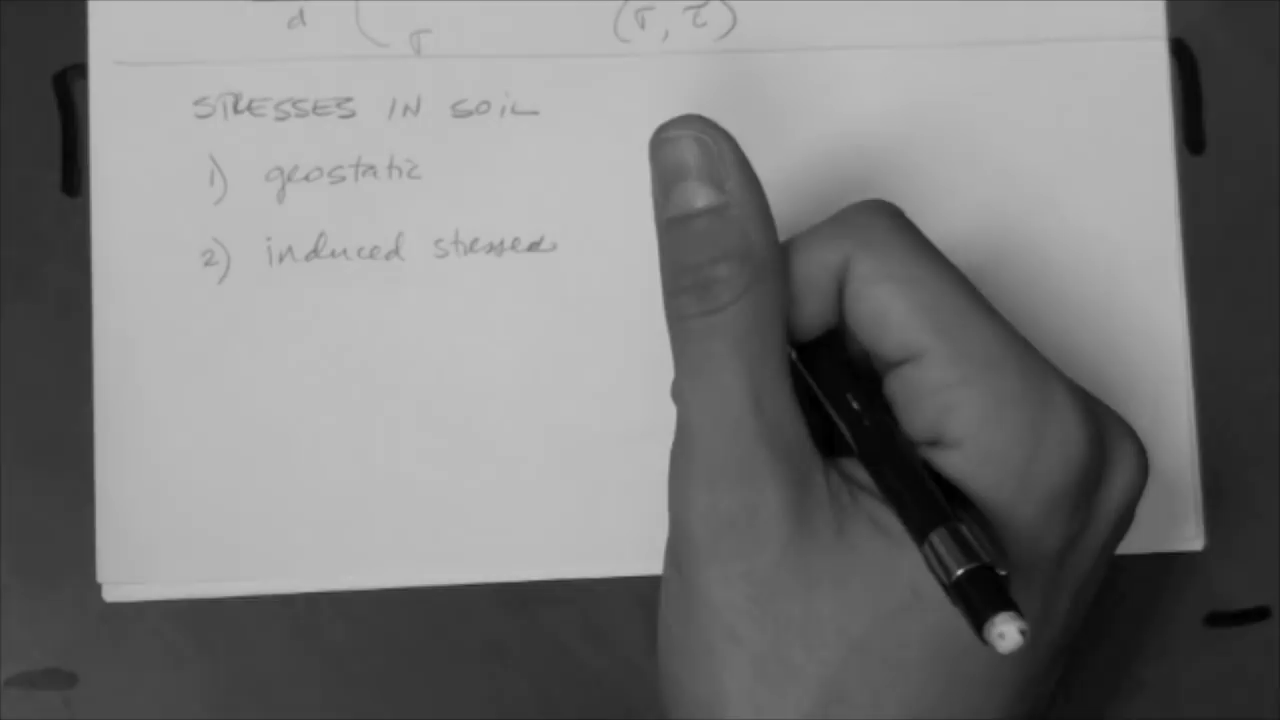 d
σ
(σ, τ)
STRESSES IN SOIL
1) geostatic
2) induced stresses